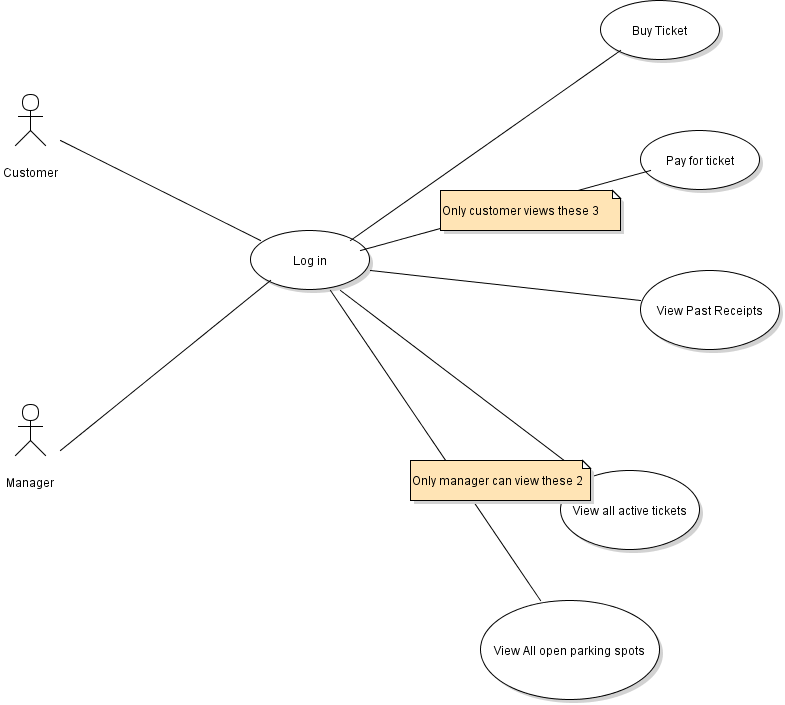 Buy Ticket
Customer
Pay for ticket
Only customer views these 3
Log in
View Past Receipts
Manager
Only manager can view these 2
View all active tickets
View All open parking spots